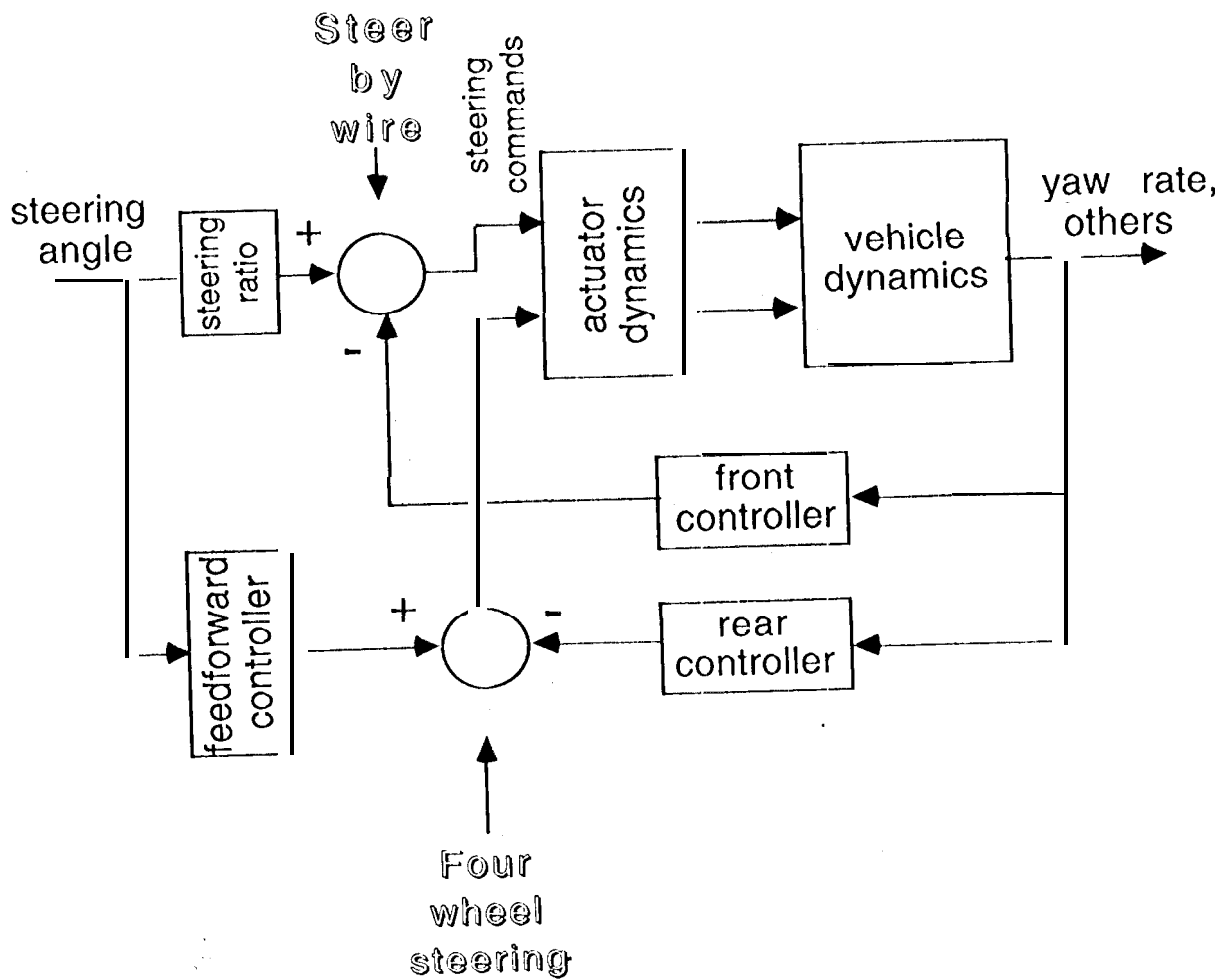 Steer
by
wire
steering
commands
steering
angle
steering
ratio
+
-
actuator
dynamics
vehicle
dynamics
yaw rate,
others
front
controller
feedforward
controller
+
-
rear
controller
Four
wheel
steering